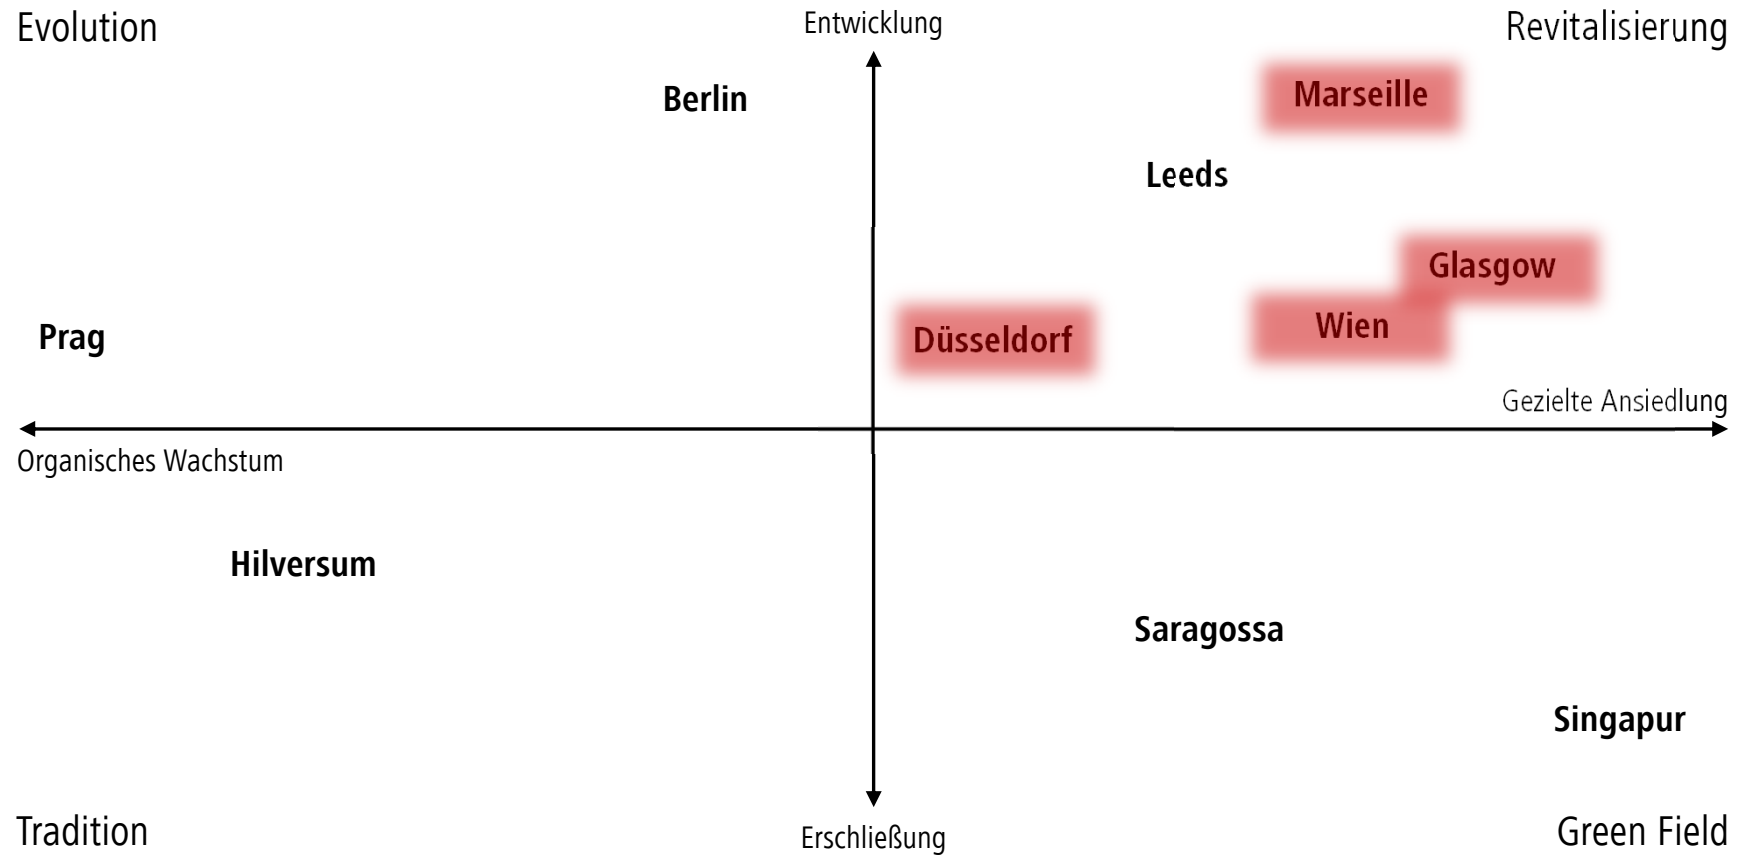 Evolution
Entwicklung
Revitalisierung
Berlin
Marseille
Leeds
Glasgow
Wien
Prag
Düsseldorf
Gezielte Ansiedlung
Organisches Wachstum
Hilversum
Saragossa
Singapur
Tradition
Erschließung
Green Field